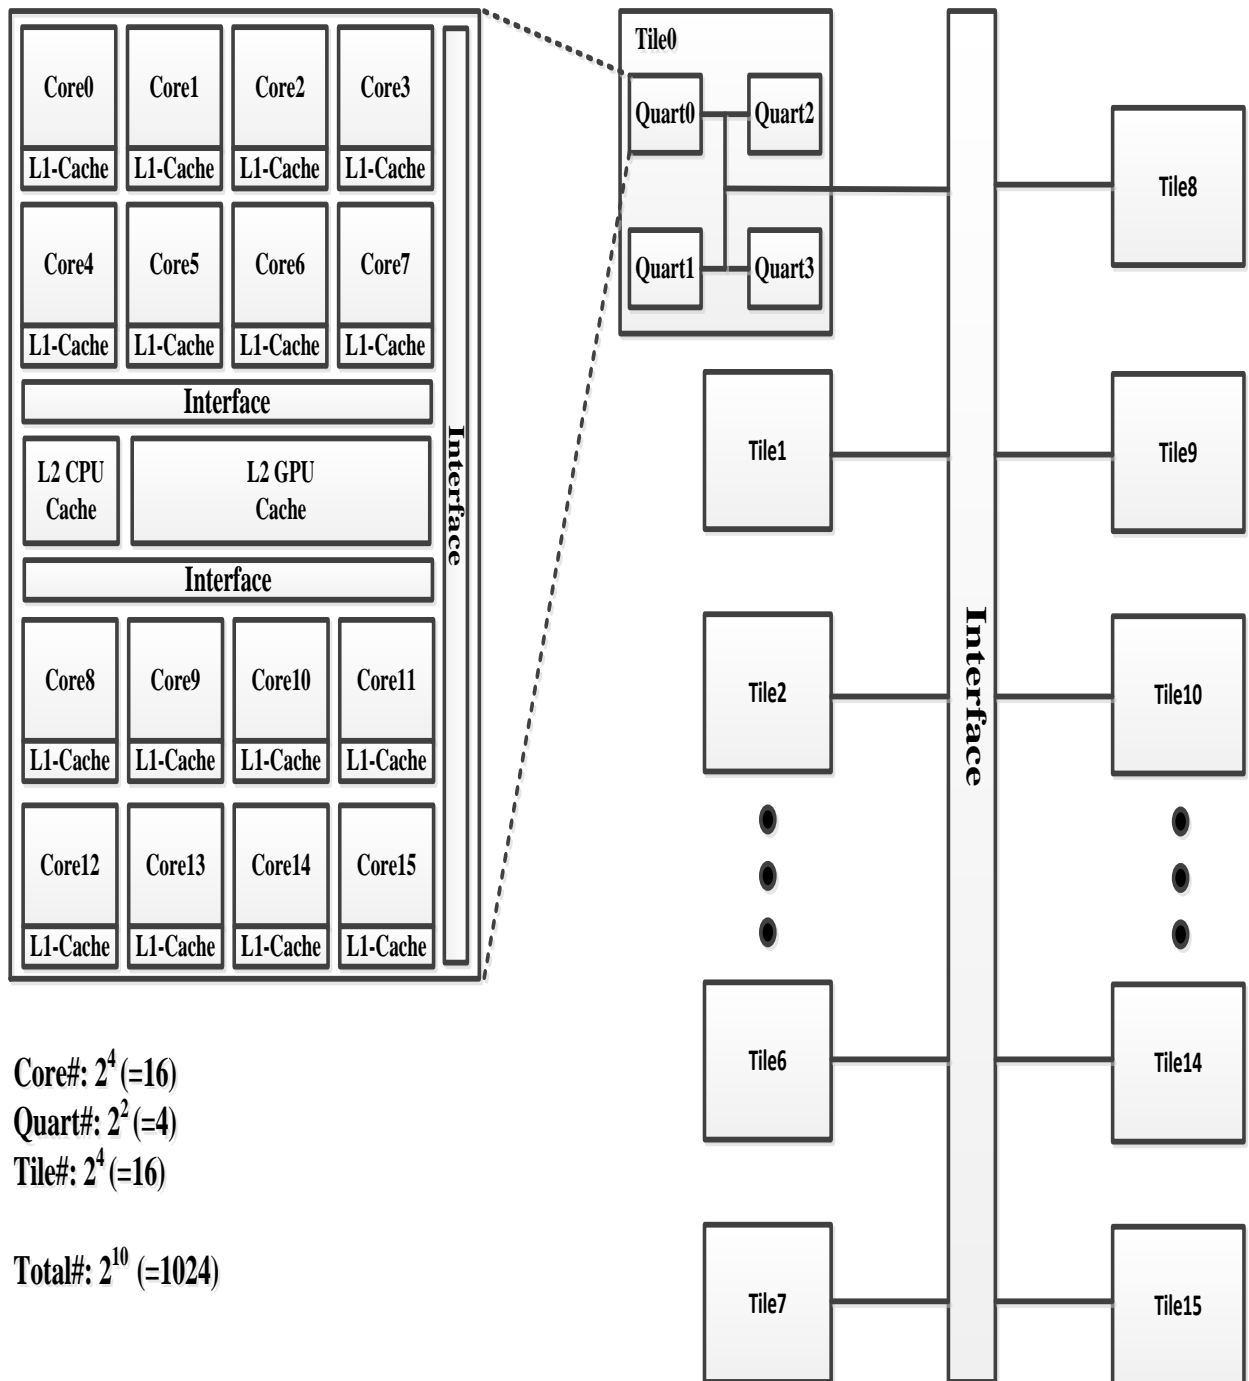 Core0 Core1 Core2 Core3
L1-Cache L1-Cache L1-Cache L1-Cache
Core4 Core5 Core6 Core7
L1-Cache L1-Cache L1-Cache L1-Cache
Interface
L2 CPU
Cache
L2 GPU
Cache
Interface
Core8 Core9 Core10 Core11
L1-Cache L1-Cache L1-Cache L1-Cache
Core12 Core13 Core14 Core15
L1-Cache L1-Cache L1-Cache L1-Cache
Interface
Core#: 2^4 (=16)
Quart#: 2^2 (=4)
Tile#: 2^4 (=16)
Total#: 2^10 (=1024)
Tile0
Quart0 Quart2
Quart1 Quart3
Tile1
Tile2
Tile6
Tile7
Interface
Tile8
Tile9
Tile10
Tile14
Tile15